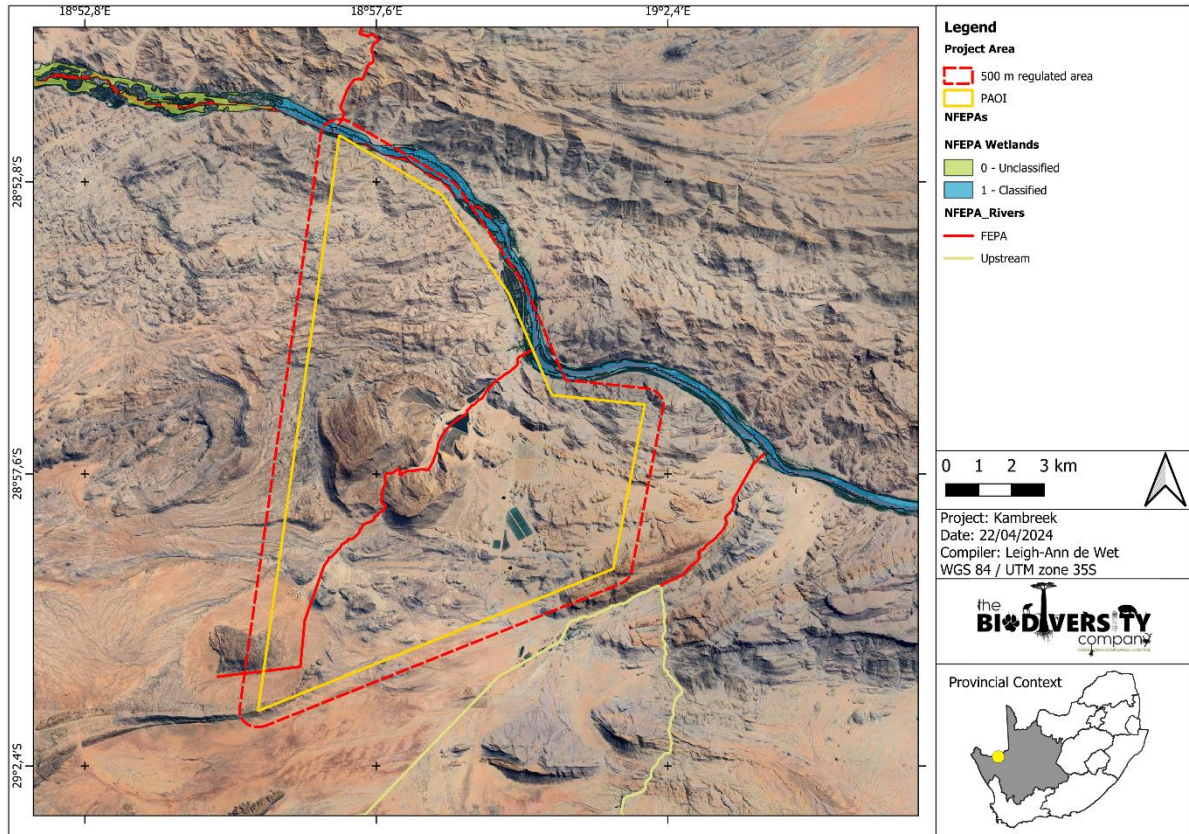 18°52,8'E
18°57,6'E
19°2,4'E
28°52,8'S
28°57,6'S
29°2,4'S
Legend
Project Area
500 m regulated area
PAOI
NFEPAs
NFEPA Wetlands
0 - Unclassified
1 - Classified
NFEPA_Rivers
FEPA
Upstream
0 1 2 3 km
Project: Kambreek
Date: 22/04/2024
Compiler: Leigh-Ann de Wet
WGS 84 / UTM zone 35S
the
BIODIVERSITY
company
Provincial Context